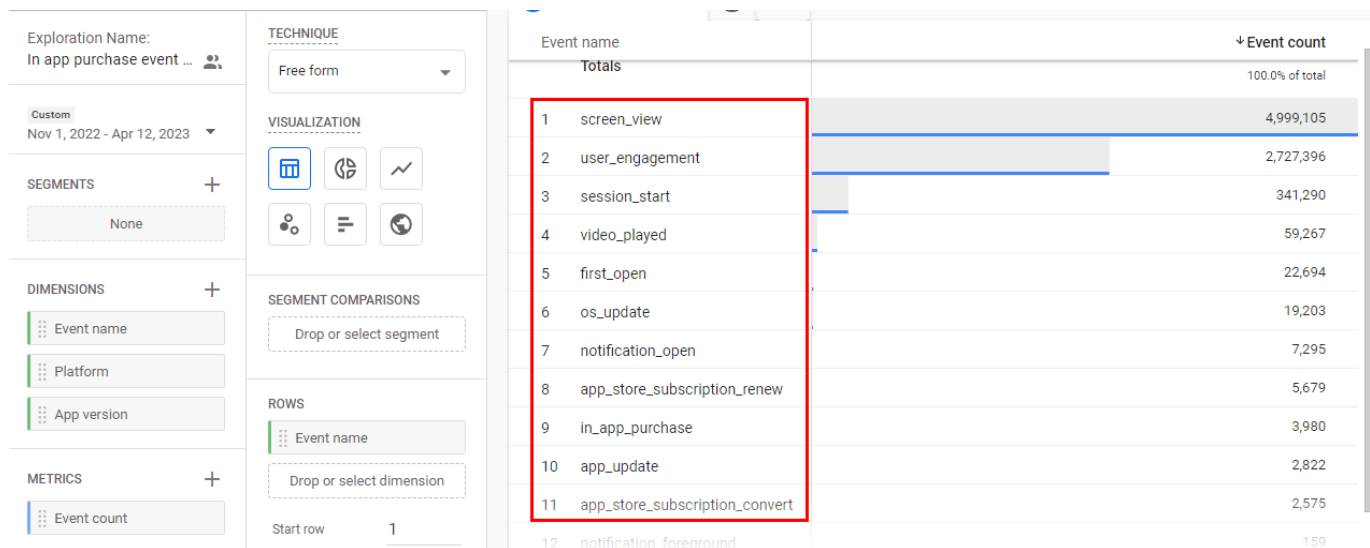 Exploration Name:
In app purchase event ...
Custom
Nov 1, 2022 - Apr 12, 2023
SEGMENTS
None
DIMENSIONS
Event name
Platform
App version
METRICS
Event count
TECHNIQUE
Free form
VISUALIZATION
SEGMENT COMPARISONS
Drop or select segment
ROWS
Event name
Drop or select dimension
Start row 1
Event name Event count
Totals 100.0% of total
1 screen_view 4,999,105
2 user_engagement 2,727,396
3 session_start 341,290
4 video_played 59,267
5 first_open 22,694
6 os_update 19,203
7 notification_open 7,295
8 app_store_subscription_renew 5,679
9 in_app_purchase 3,980
10 app_update 2,822
11 app_store_subscription_convert 2,575
12 notification_foreground 159